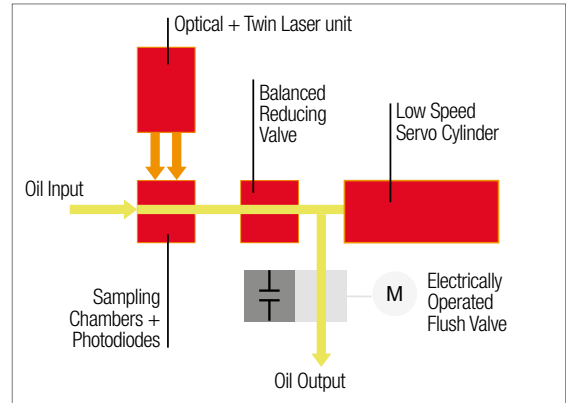 Optical + Twin Laser unit
Balanced
Reducing
Valve
Low Speed
Servo Cylinder
Oil Input
Sampling
Chambers +
Photodiodes
M
Electrically
Operated
Flush Valve
Oil Output